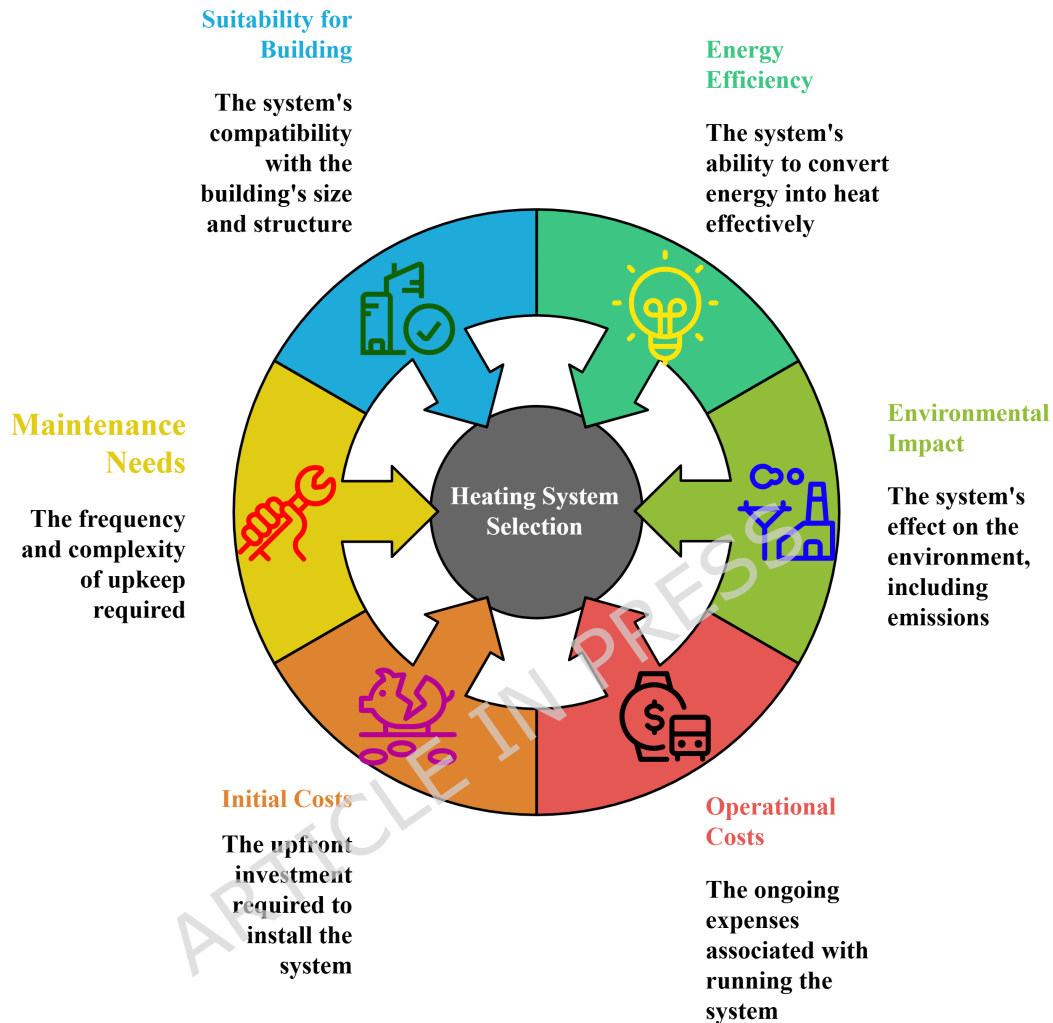 Suitability for
Building
The system's
compatibility
with the
building's size
and structure
Energy
Efficiency
The system's
ability to convert
energy into heat
effectively
Maintenance
Needs
The frequency
and complexity
of upkeep
required
Heating System
Selection
Environmental
Impact
The system's
effect on the
environment,
including
emissions
Initial Costs
The upfront
investment
required to
install the
system
$
Operational
Costs
The ongoing
expenses
associated with
running the
system
ARTICLE IN PRESS